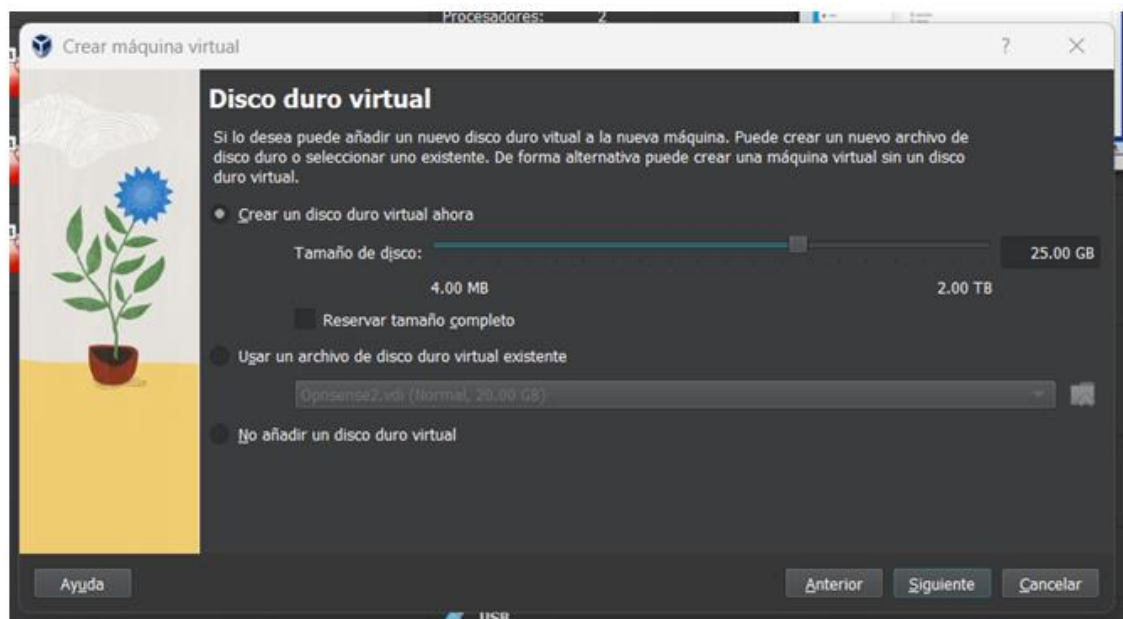 Procesadores: 2
Crear máquina virtual
?
Disco duro virtual
Si lo desea puede añadir un nuevo disco duro vitual a la nueva máquina. Puede crear un nuevo archivo de
disco duro o seleccionar uno existente. De forma alternativa puede crear una máquina virtual sin un disco
duro virtual.
Crear un disco duro virtual ahora
Tamaño de disco: 25.00 GB
4.00 MB 2.00 TB
Reservar tamaño completo
Usar un archivo de disco duro virtual existente
Opnsense2.vdi (Normal, 20.00 GB)
No añadir un disco duro virtual
Ayuda Anterior Siguiente Cancelar
USB